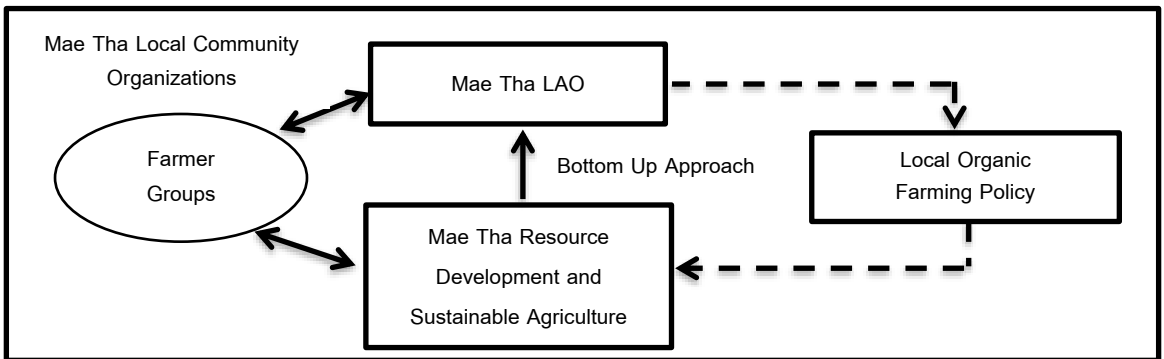 Mae Tha Local Community
Organizations
Mae Tha LAO
Farmer
Groups
Bottom Up Approach
Local Organic
Farming Policy
Mae Tha Resource
Development and
Sustainable Agriculture